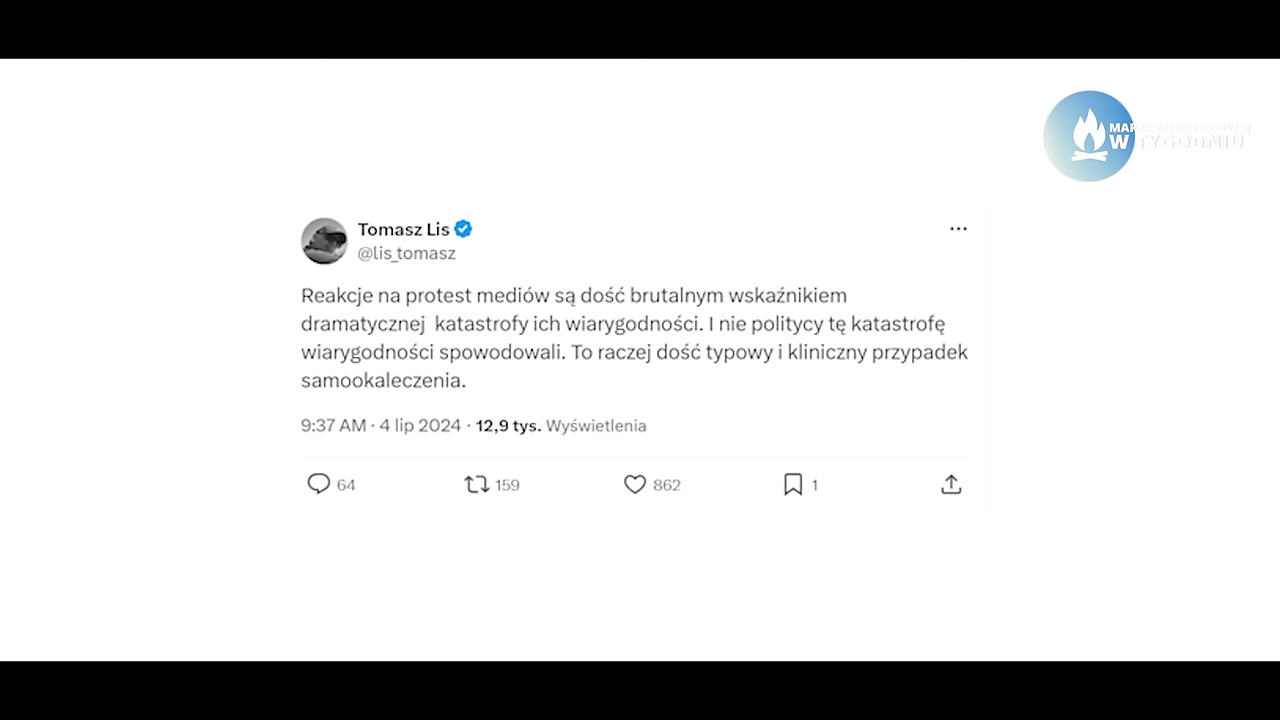 W TYGODNIU
Tomasz Lis
@lis_tomasz
Reakcje na protest mediów są dość brutalnym wskaźnikiem
dramatycznej  katastrofy ich wiarygodności. I nie politycy tę katastrofę
wiarygodności spowodowali. To raczej dość typowy i kliniczny przypadek
samookaleczenia.
9:37 AM · 4 lip 2024 · 12,9 tys. Wyświetlenia
64 159 862 1